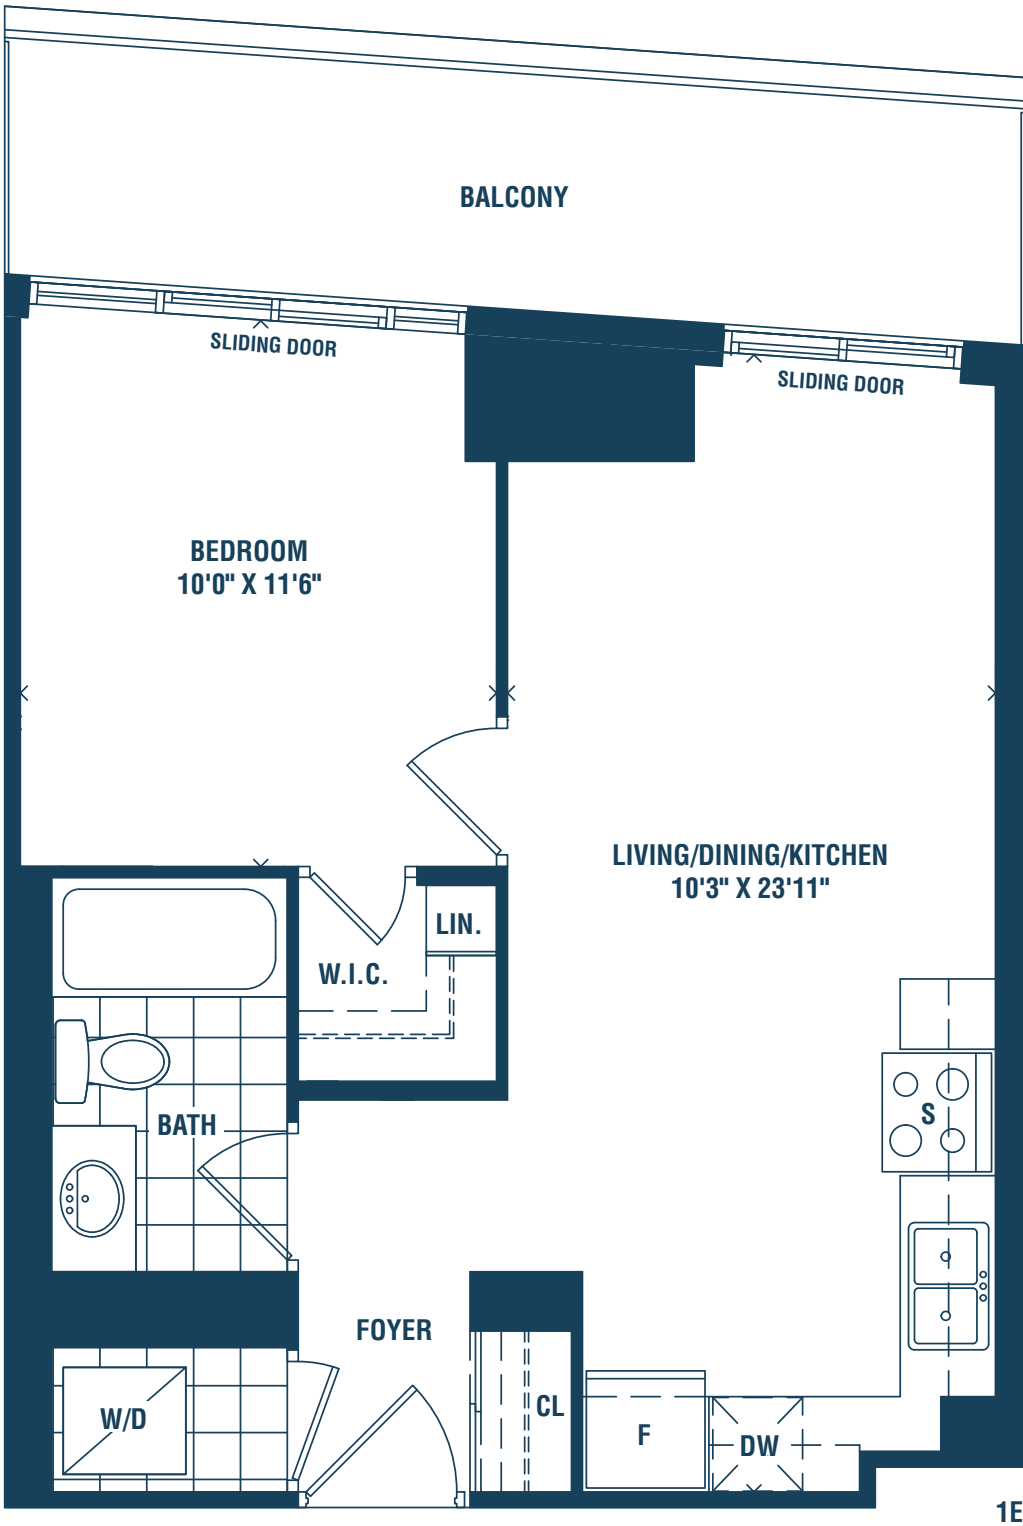 BALCONY
SLIDING DOOR
SLIDING DOOR
BEDROOM
10'0" X 11'6"
LIVING/DINING/KITCHEN
10'3" X 23'11"
LIN.
W.I.C.
BATH
S
FOYER
CL
W/D
F
DW
1E